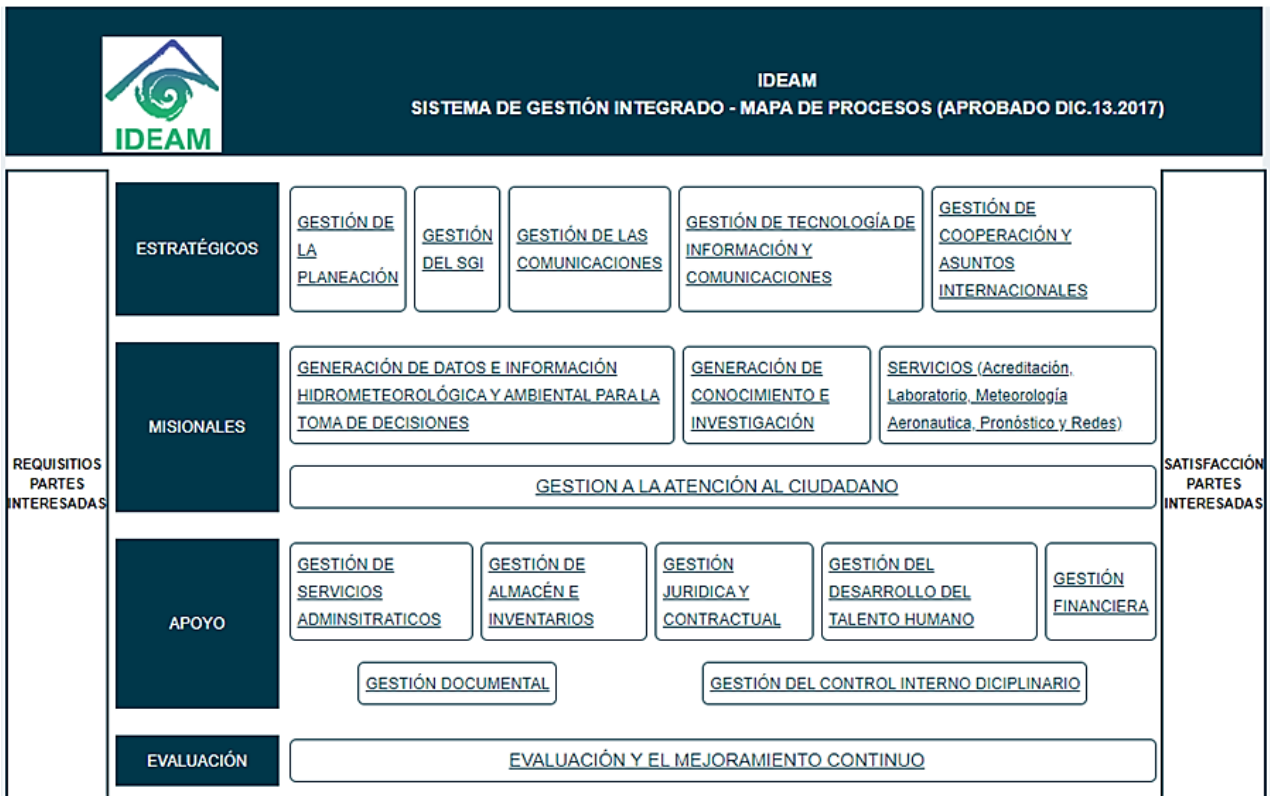 IDEAM
IDEAM
SISTEMA DE GESTIÓN INTEGRADO - MAPA DE PROCESOS (APROBADO DIC.13.2017)
REQUISITIOS
PARTES
INTERESADAS
ESTRATÉGICOS
GESTIÓN DE
LA
PLANEACIÓN
GESTIÓN
DEL SGI
GESTIÓN DE LAS
COMUNICACIONES
GESTIÓN DE TECNOLOGÍA DE
INFORMACIÓN Y
COMUNICACIONES
GESTIÓN DE
COOPERACIÓN Y
ASUNTOS
INTERNACIONALES
MISIONALES
GENERACIÓN DE DATOS E INFORMACIÓN
HIDROMETEOROLÓGICA Y AMBIENTAL PARA LA
TOMA DE DECISIONES
GENERACIÓN DE
CONOCIMIENTO E
INVESTIGACIÓN
SERVICIOS (Acreditación,
Laboratorio, Meteorología
Aeronautica, Pronóstico y Redes)
GESTION A LA ATENCIÓN AL CIUDADANO
APOYO
GESTIÓN DE
SERVICIOS
ADMINSITRATICOS
GESTIÓN DE
ALMACÉN E
INVENTARIOS
GESTIÓN
JURIDICA Y
CONTRACTUAL
GESTIÓN DEL
DESARROLLO DEL
TALENTO HUMANO
GESTIÓN
FINANCIERA
GESTIÓN DOCUMENTAL
GESTIÓN DEL CONTROL INTERNO DICIPLINARIO
EVALUACIÓN
EVALUACIÓN Y EL MEJORAMIENTO CONTINUO
SATISFACCIÓN
PARTES
INTERESADAS